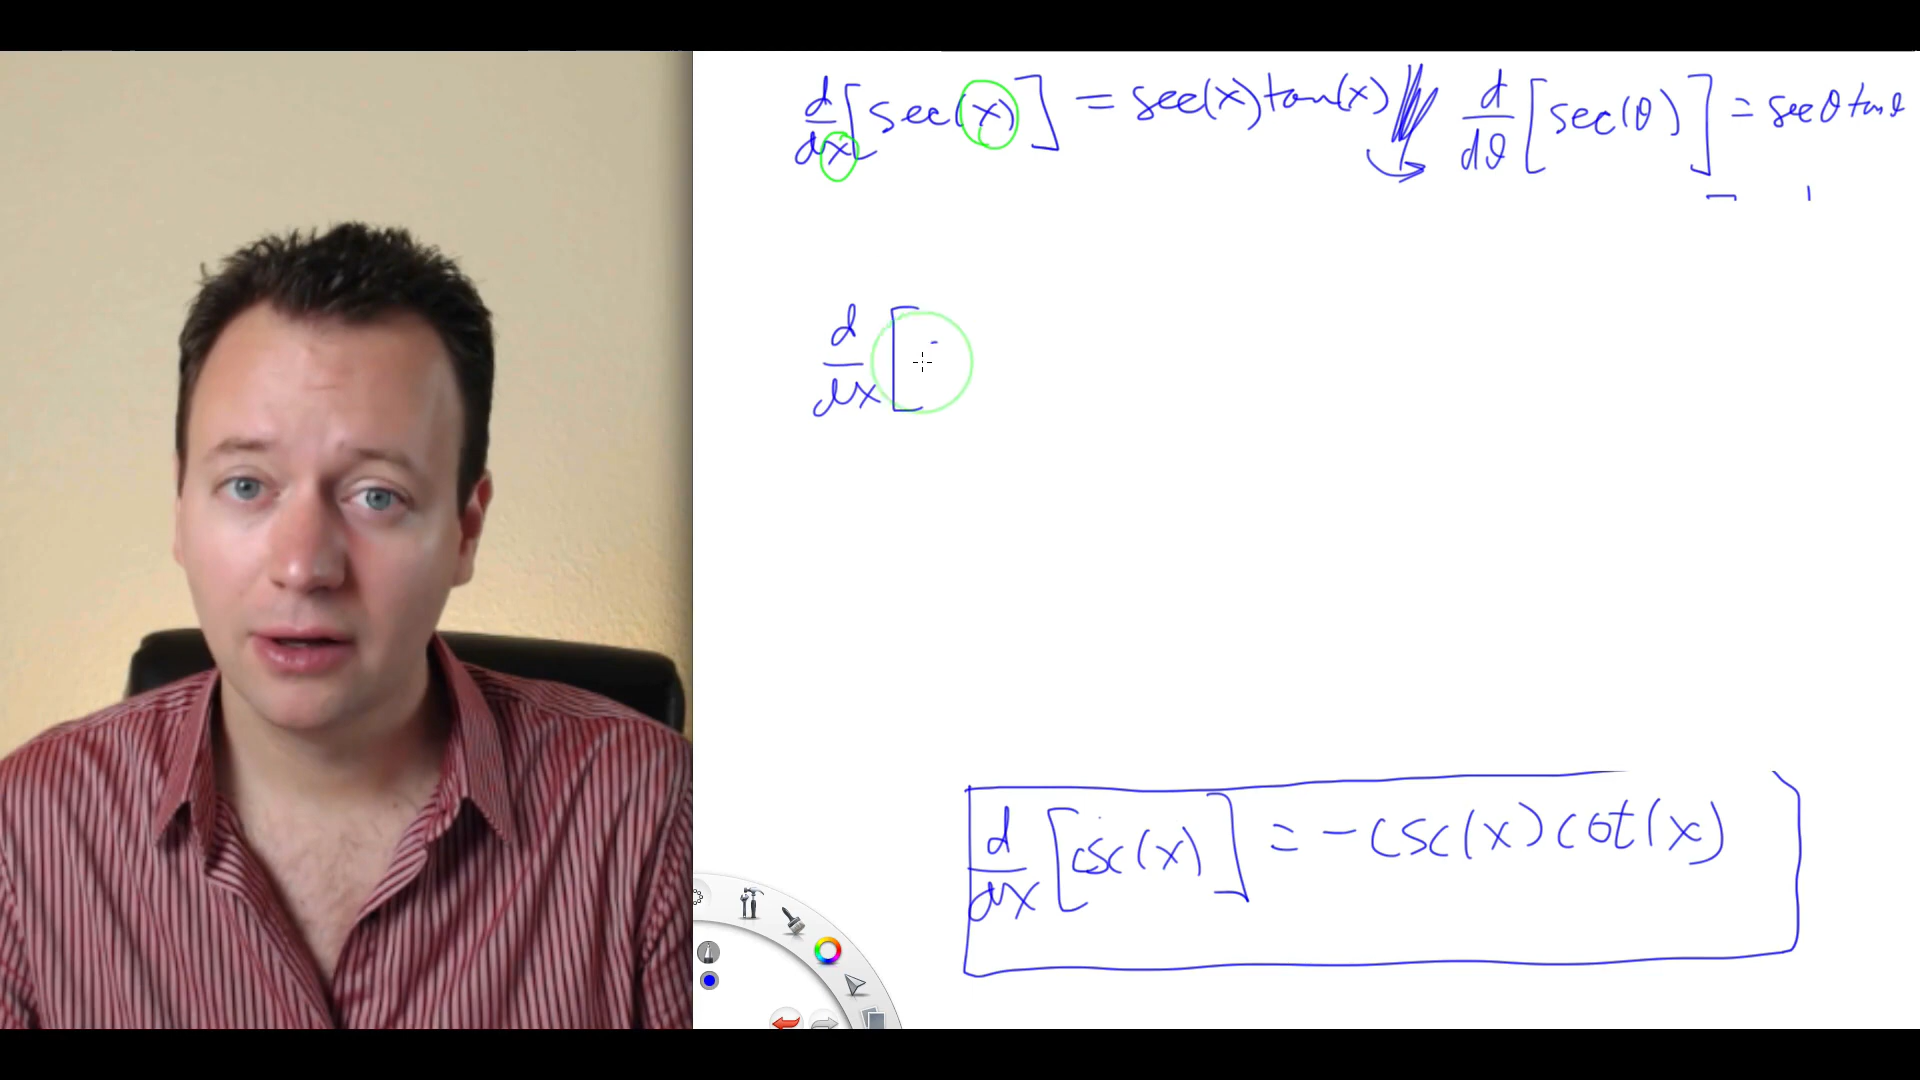 d/dx [sec(x)] = sec(x)tan(x) d/dθ [sec(θ)] = secθ tanθ
d/dx [
d/dx [csc(x)] = -csc(x)cot(x)